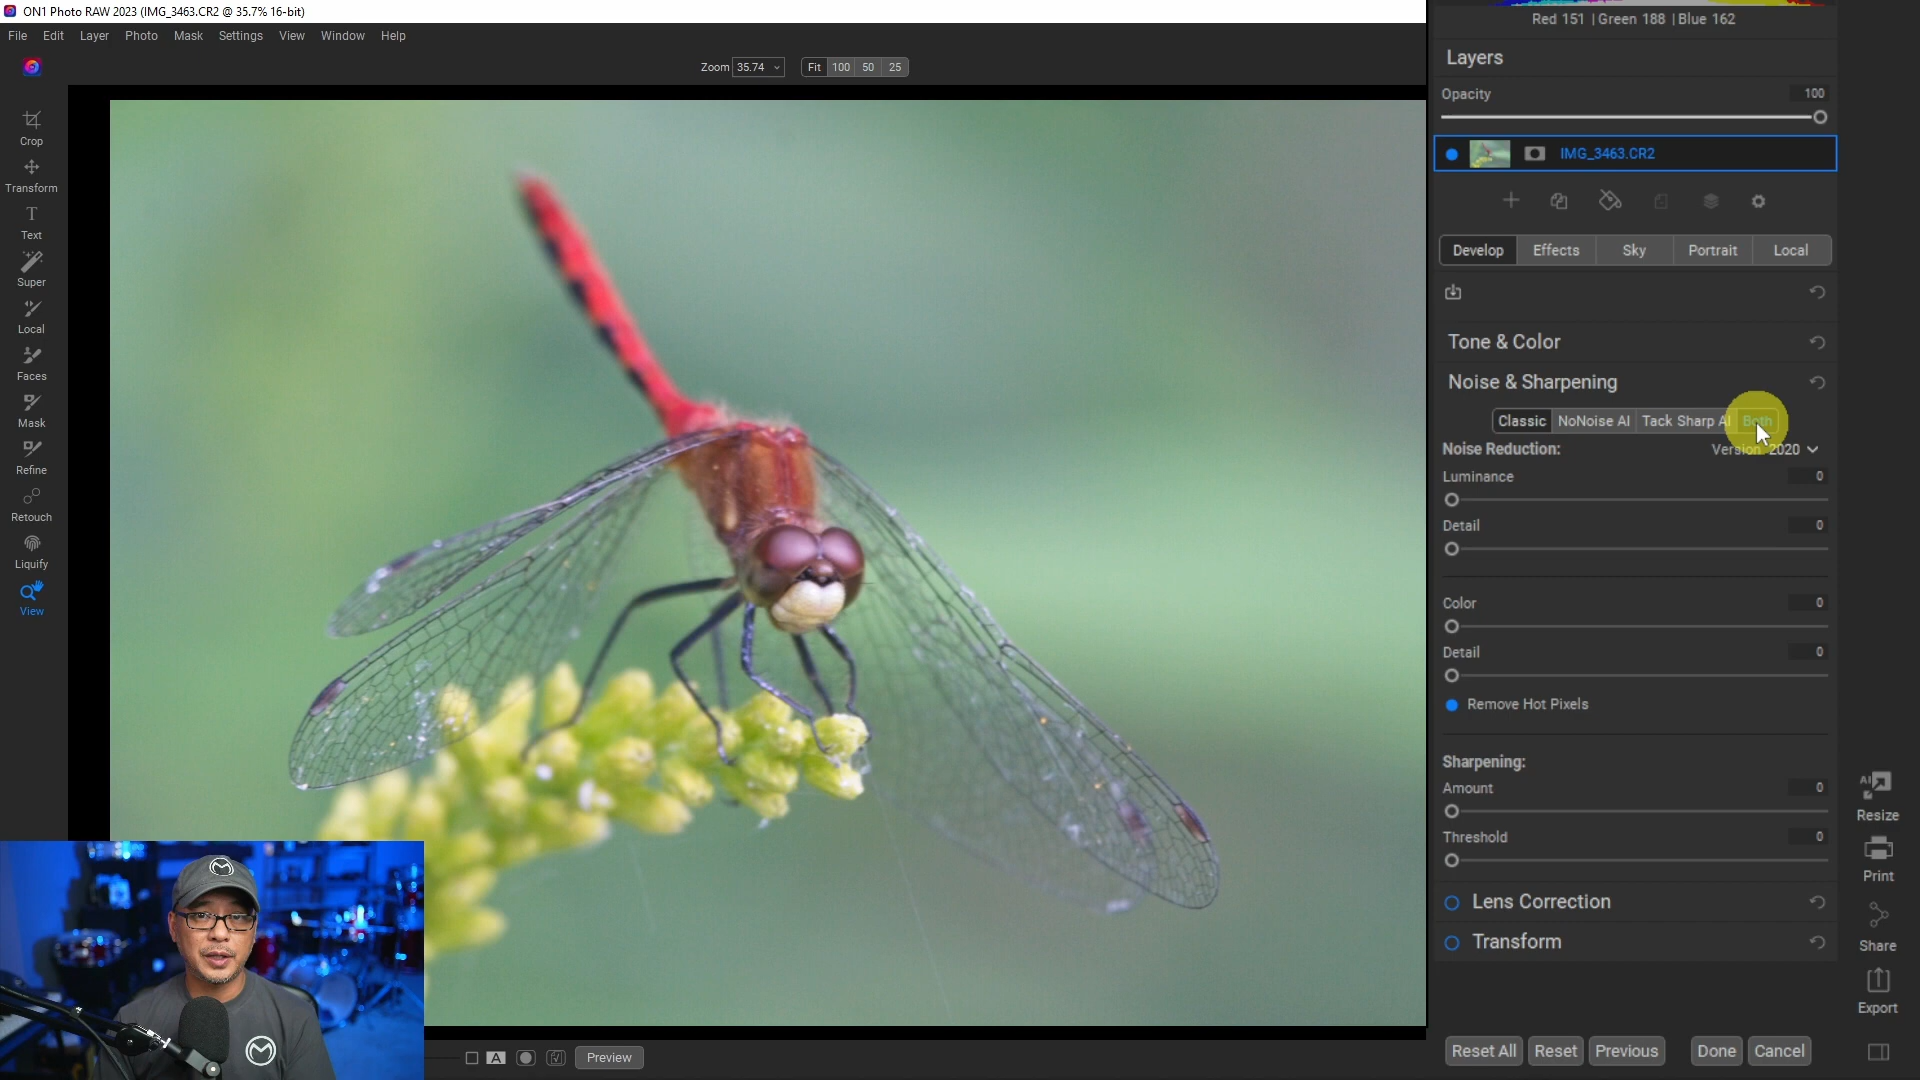 ON1 Photo RAW 2023 (IMG_3463.CR2 @ 35.7% 16-bit)
File Edit Layer Photo Mask Settings View Window Help
Zoom 35.74 Fit 100 50 25
Crop
Transform
Text
Super
Local
Faces
Mask
Refine
Retouch
Liquify
View
A Preview
Red 151 | Green 188 | Blue 162
Layers
Opacity 100
IMG_3463.CR2
Develop Effects Sky Portrait Local
Tone & Color
Noise & Sharpening
Classic NoNoise AI Tack Sharp AI Both
Noise Reduction: Version 2020
Luminance 0
Detail 0
Color 0
Detail 0
Remove Hot Pixels
Sharpening:
Amount 0
Threshold 0
Lens Correction
Transform
Reset All Reset Previous Done Cancel
AI
Resize
Print
Share
Export